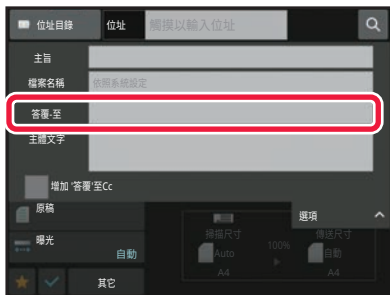 位址目錄 位址 觸摸以輸入位址
主旨
檔案名稱 依照系統設定
答覆-至
主體文字
增加 '答覆'至Cc
原稿
選項
掃描尺寸 傳送尺寸
曝光
自動
Auto 100% 自動
A4 A4
其它